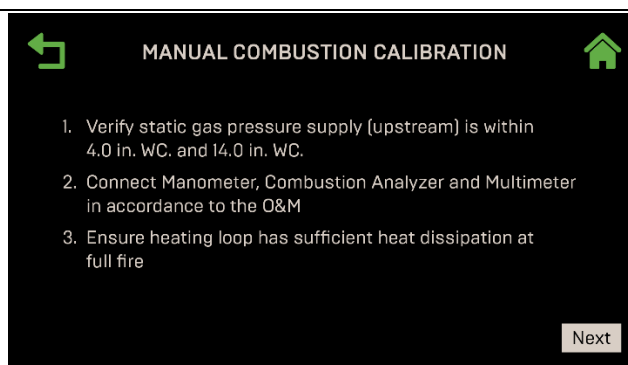 MANUAL COMBUSTION CALIBRATION
1. Verify static gas pressure supply (upstream) is within
4.0 in. WC. and 14.0 in. WC.
2. Connect Manometer, Combustion Analyzer and Multimeter
in accordance to the O&M
3. Ensure heating loop has sufficient heat dissipation at
full fire
Next